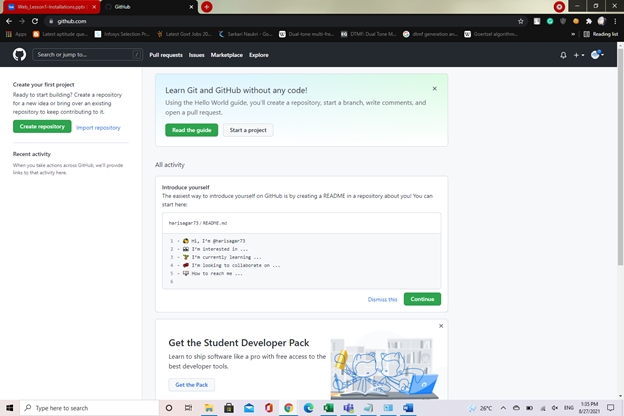 Web_Lesson1-Installations.pptx
GitHub
github.com
Apps
Latest aptitude que...
Infosys Selection Pr...
Latest Govt Jobs 20...
Sarkari Naukri - Go...
Dual-tone multi-fre...
DTMF: Dual Tone M...
dtmf generation an...
Goertzel algorithm...
Reading list
Search or jump to...
/
Pull requests
Issues
Marketplace
Explore
Create your first project
Ready to start building? Create a repository
for a new idea or bring over an existing
repository to keep contributing to it.
Create repository
Import repository
Recent activity
When you take actions across GitHub, we'll provide
links to that activity here.
Learn Git and GitHub without any code!
Using the Hello World guide, you'll create a repository, start a branch, write comments, and
open a pull request.
Read the guide
Start a project
All activity
Introduce yourself
The easiest way to introduce yourself on GitHub is by creating a README in a repository about you! You can
start here:
harisagar73 / README.md
1 - 👋 Hi, I'm @harisagar73
2 - 👀 I'm interested in ...
3 - 🌱 I'm currently learning ...
4 - 💞️ I'm looking to collaborate on ...
5 - 📫 How to reach me ...
6
Dismiss this
Continue
Get the Student Developer Pack
Learn to ship software like a pro with free access to the
best developer tools.
Get the Pack
Type here to search
26°C
ENG
1:05 PM
8/27/2021